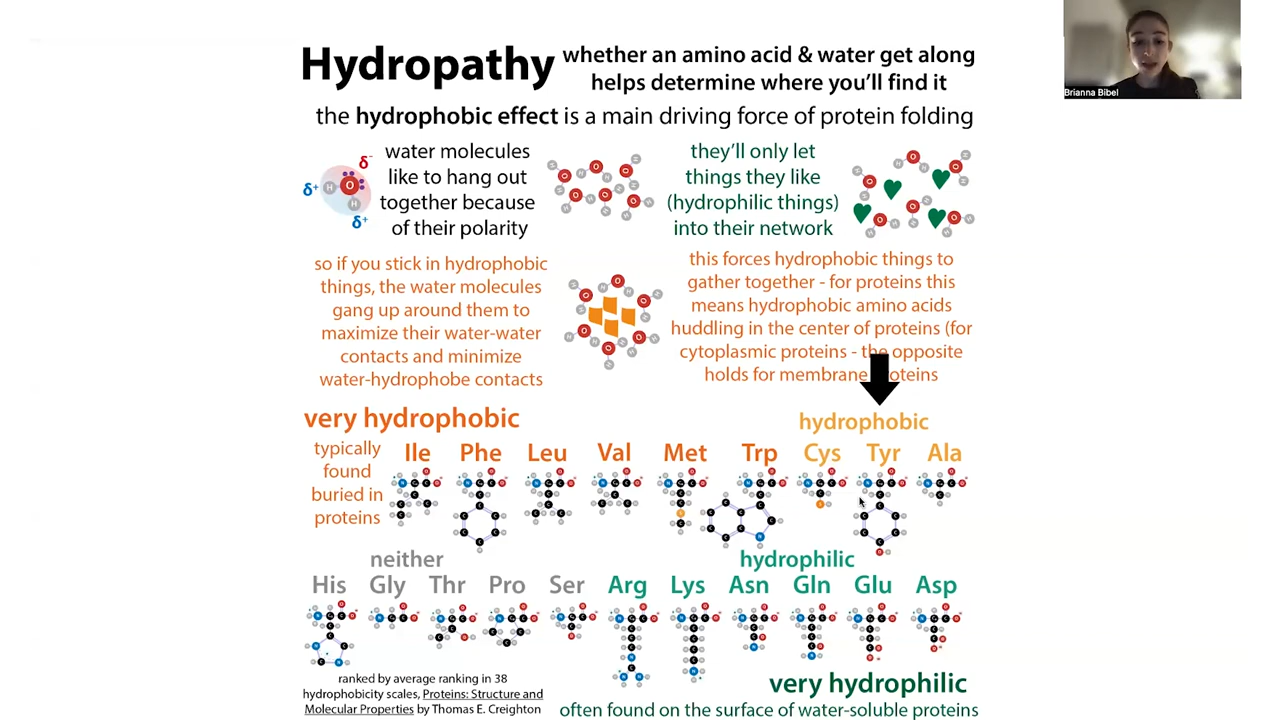 Hydropathy
whether an amino acid & water get along
helps determine where you'll find it
the hydrophobic effect is a main driving force of protein folding
water molecules
like to hang out
together because
of their polarity
δ-
δ+
δ+
they'll only let
things they like
(hydrophilic things)
into their network
so if you stick in hydrophobic
things, the water molecules
gang up around them to
maximize their water-water
contacts and minimize
water-hydrophobe contacts
this forces hydrophobic things to
gather together - for proteins this
means hydrophobic amino acids
huddling in the center of proteins (for
cytoplasmic proteins - the opposite
holds for membrane
very hydrophobic
hydrophobic
typically
found
buried in
proteins
Ile Phe Leu Val Met Trp Cys Tyr Ala
neither
hydrophilic
His Gly Thr Pro Ser Arg Lys Asn Gln Glu Asp
ranked by average ranking in 38
hydrophobicity scales, Proteins: Structure and
Molecular Properties by Thomas E. Creighton
very hydrophilic
often found on the surface of water-soluble proteins
Brianna Bibel